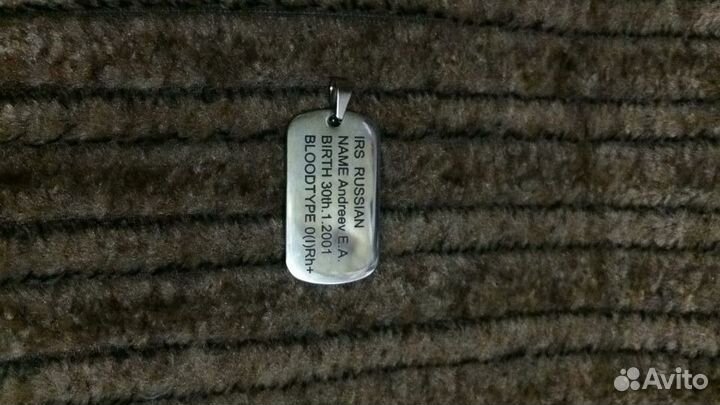 IRS RUSSIAN
NAME Andreev E. A.
BIRTH 30th.1.2001
BLOODTYPE 0(I)Rh+
Avito